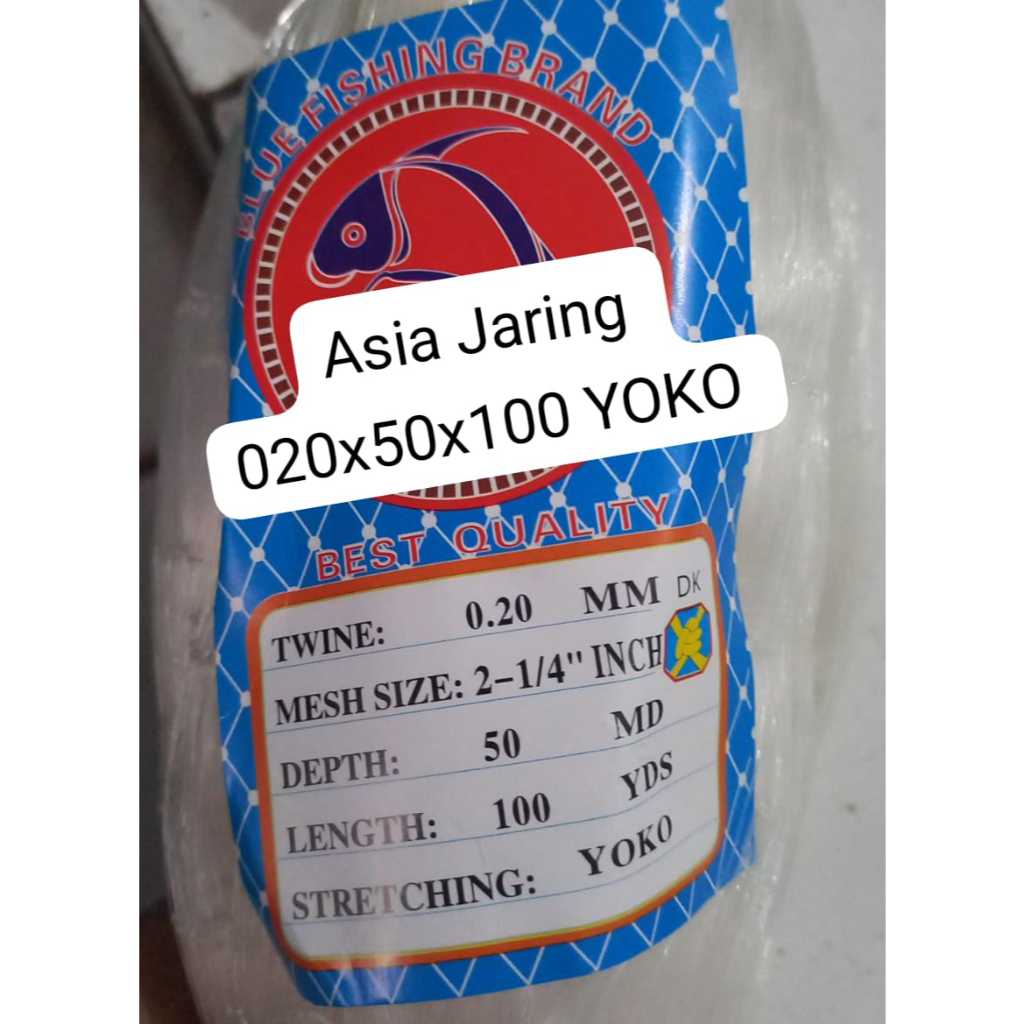 BLUE FISHING BRAND
Asia Jaring
020x50x100 YOKO
BEST QUALITY
TWINE: 0.20 MM DK
MESH SIZE: 2-1/4" INCH
DEPTH: 50 MD
LENGTH: 100 YDS
STRETCHING: YOKO